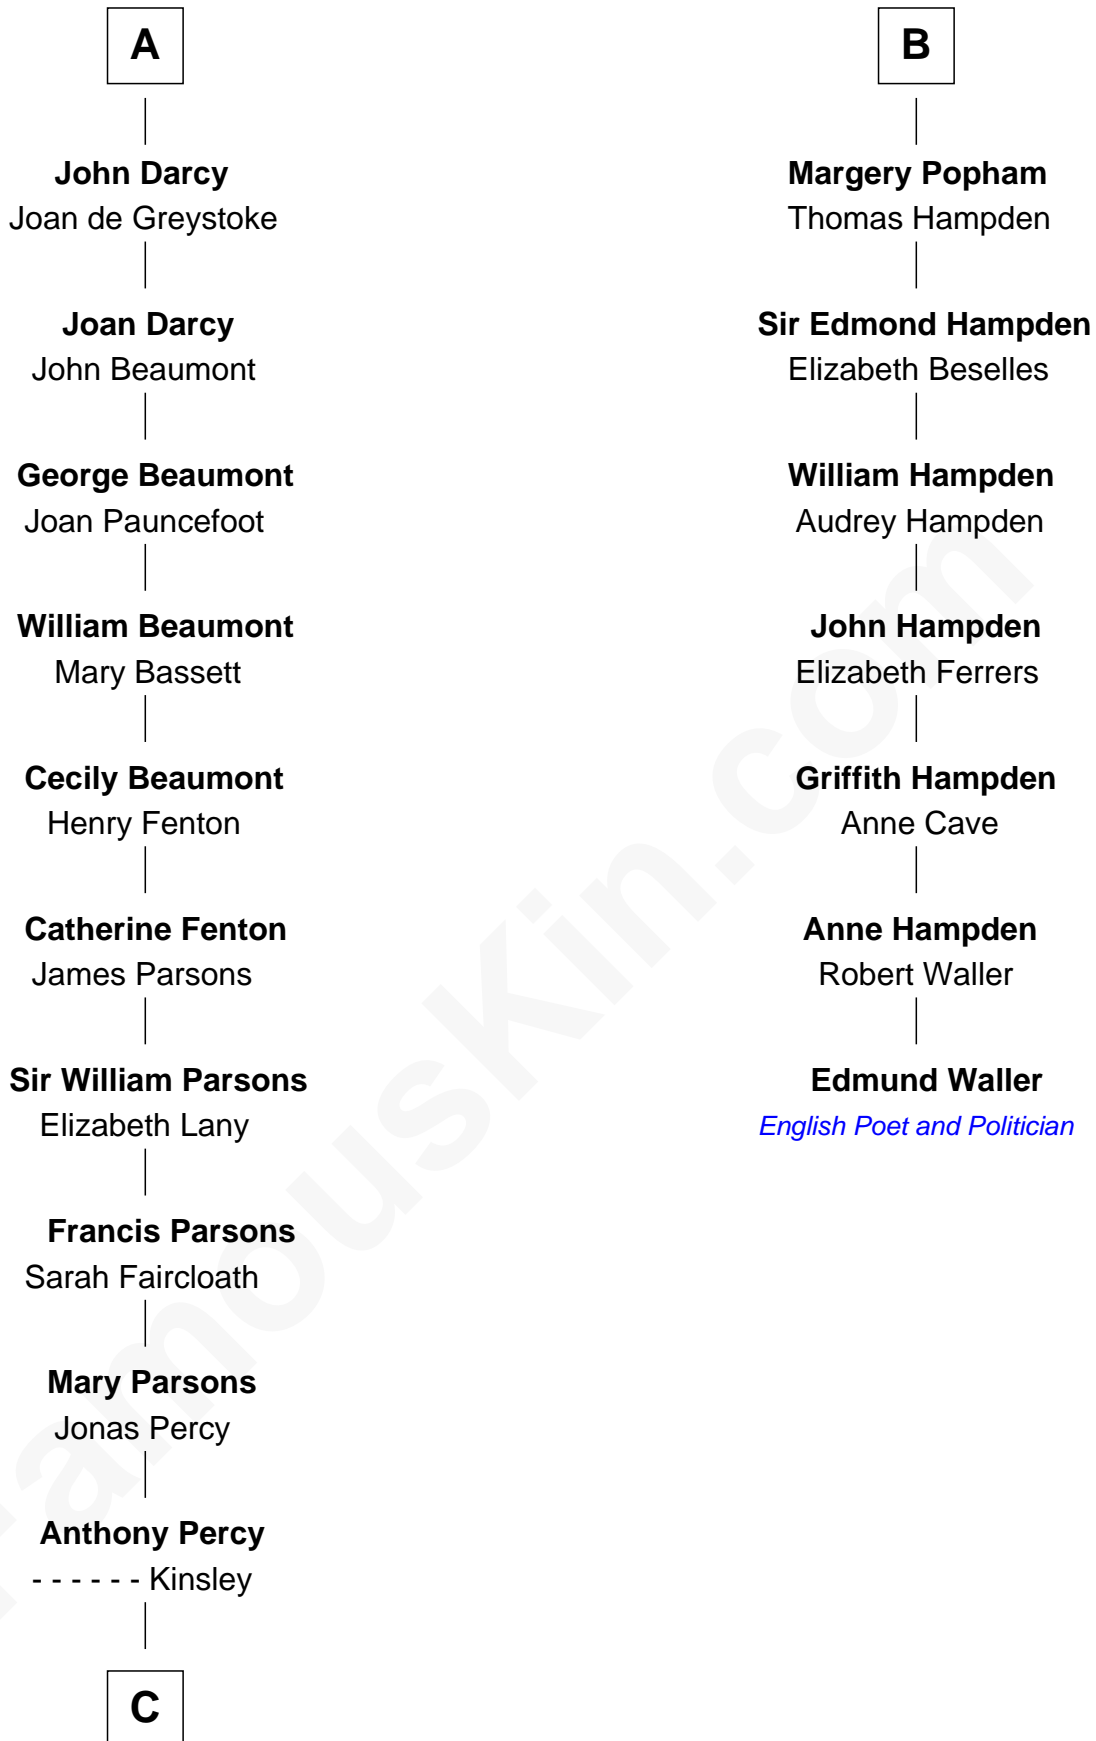 A
John Darcy
Joan de Greystoke
Joan Darcy
John Beaumont
George Beaumont
Joan Pauncefoot
William Beaumont
Mary Bassett
Cecily Beaumont
Henry Fenton
Catherine Fenton
James Parsons
Sir William Parsons
Elizabeth Lany
Francis Parsons
Sarah Faircloath
Mary Parsons
Jonas Percy
Anthony Percy
- - - - - - Kinsley
C
B
Margery Popham
Thomas Hampden
Sir Edmond Hampden
Elizabeth Beselles
William Hampden
Audrey Hampden
John Hampden
Elizabeth Ferrers
Griffith Hampden
Anne Cave
Anne Hampden
Robert Waller
Edmund Waller
English Poet and Politician
FamousKin.com